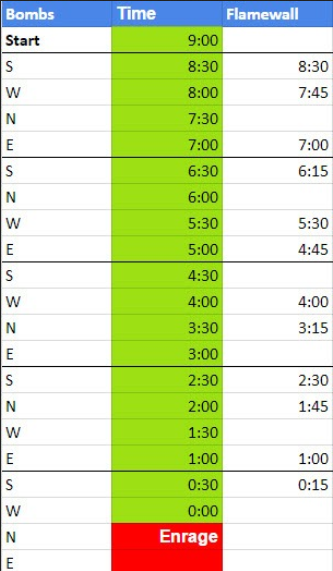 Bombs Time Flamewall
Start 9:00
S 8:30 8:30
W 8:00 7:45
N 7:30
E 7:00 7:00
S 6:30 6:15
N 6:00
W 5:30 5:30
E 5:00 4:45
S 4:30
W 4:00 4:00
N 3:30 3:15
E 3:00
S 2:30 2:30
N 2:00 1:45
W 1:30
E 1:00 1:00
S 0:30 0:15
W 0:00
N Enrage
E